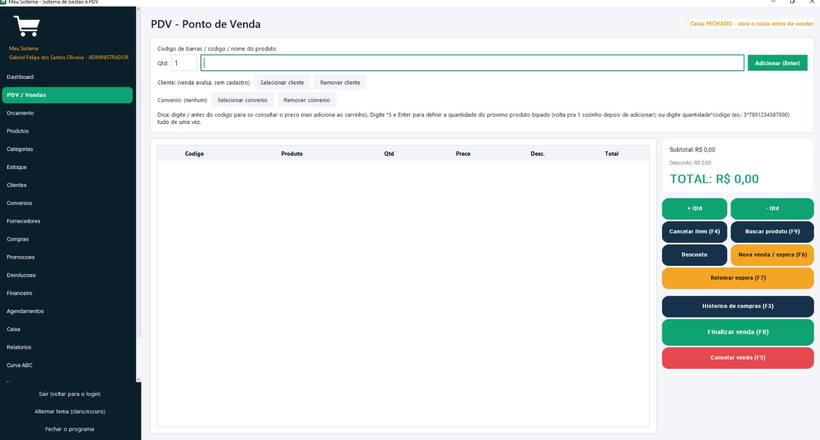 Meu Sistema - Sistema de Gestão e PDV
Meu Sistema
Gabriel Felipe dos Santos Oliveira - ADMINISTRADOR
Dashboard
PDV / Vendas
Orcamento
Produtos
Categorias
Estoque
Clientes
Convenios
Fornecedores
Compras
Promocoes
Devolucoes
Financeiro
Agendamentos
Caixa
Relatorios
Curva ABC
Sair (voltar para o login)
Alternar tema (claro/escuro)
Fechar o programa
PDV - Ponto de Venda
Caixa FECHADO - abra o caixa antes de vender
Codigo de barras / codigo / nome do produto
Qtd: 1
Adicionar (Enter)
Cliente: (venda avulsa, sem cadastro) Selecionar cliente Remover cliente
Convenio: (nenhum) Selecionar convenio Remover convenio
Dica: digite / antes do codigo para so consultar o preco (nao adiciona ao carrinho). Digite *3 e Enter para definir a quantidade do proximo produto bipado (volta pra 1 sozinho depois de adicionar); ou digite quantidade*codigo (ex.: 3*7891234567890)
tudo de uma vez.
Codigo Produto Qtd Preco Desc. Total
Subtotal: R$ 0,00
Desconto: R$ 0,00
TOTAL: R$ 0,00
+ Qtd - Qtd
Cancelar item (F4) Buscar produto (F9)
Desconto Nova venda / espera (F6)
Retomar espera (F7)
Historico de compras (F3)
Finalizar venda (F8)
Cancelar venda (F5)